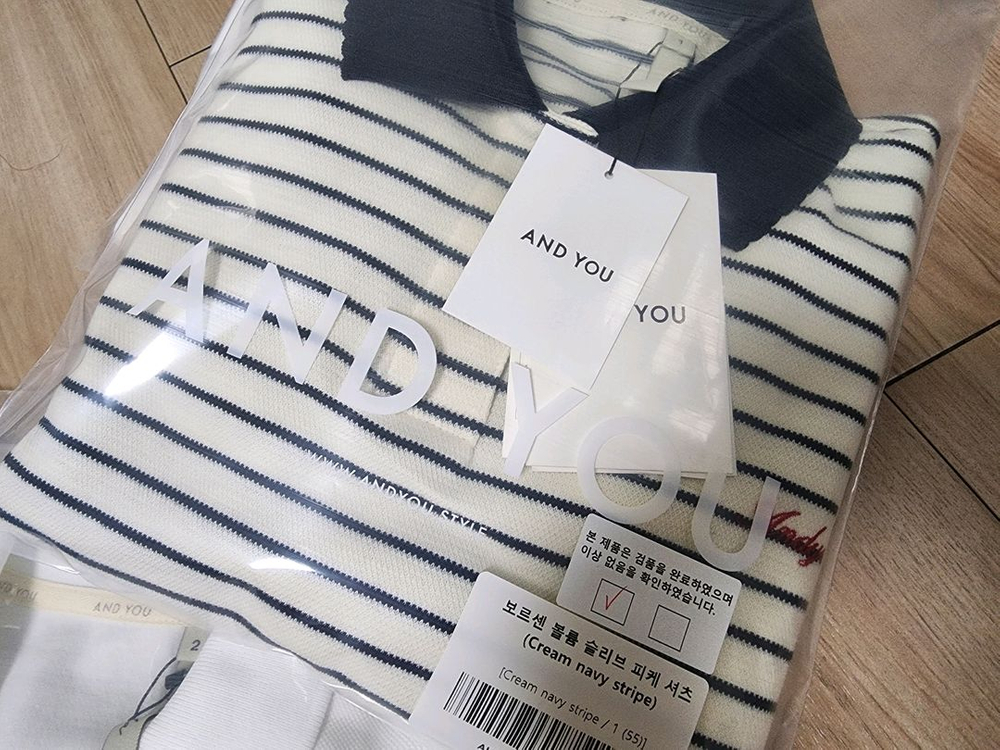 AND YOU
AND YOU
YOU
AND YOU
ANDYOU STYLE
Andy
본 제품은 검품을 완료하였으며
이상 없음을 확인하였습니다.
보르센 볼륨 슬리브 피케 셔츠
(Cream navy stripe)
[Cream navy stripe / 1 (55)]
AND YOU
2